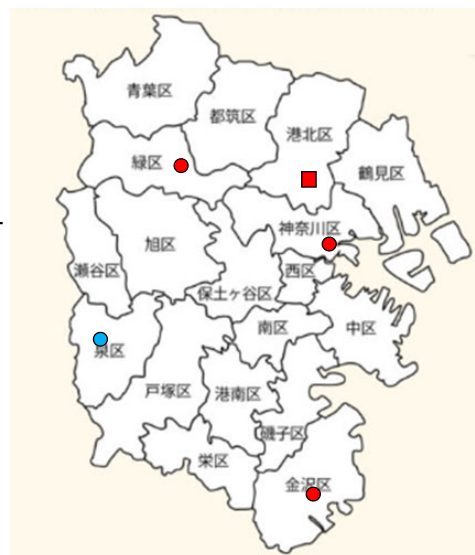 青葉区
都筑区
港北区
緑区
鶴見区
神奈川区
旭区
瀬谷区
西区
保土ヶ谷区
南区
中区
泉区
戸塚区
港南区
磯子区
栄区
金沢区